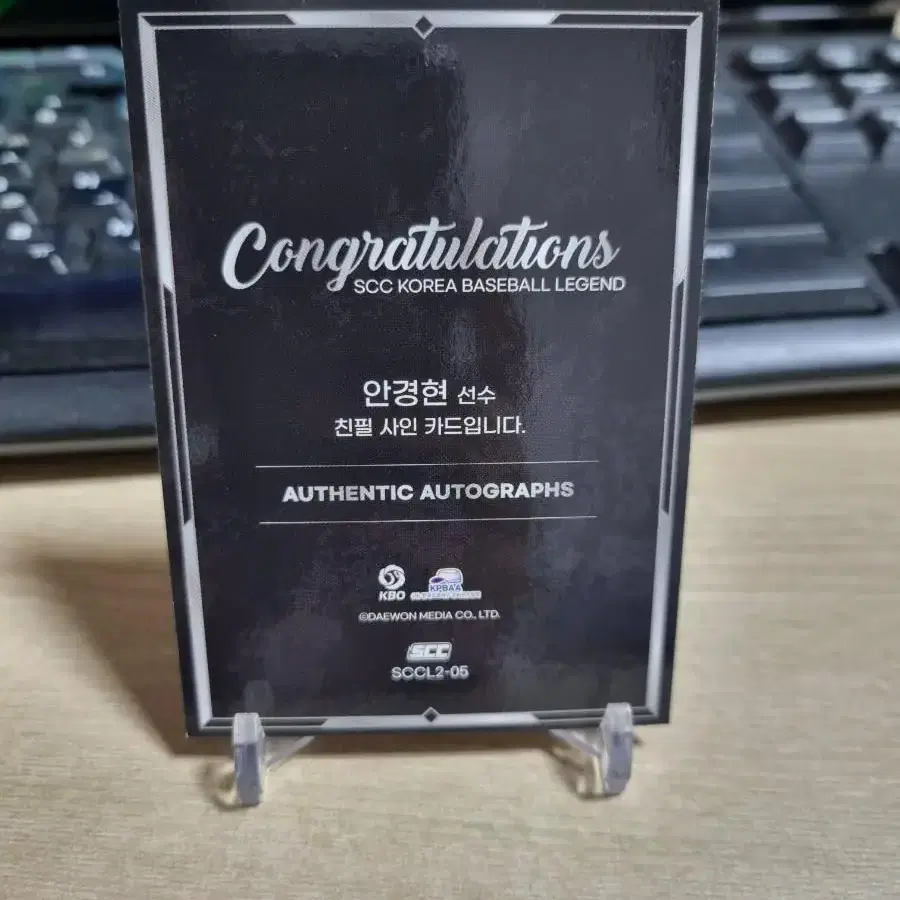 Congratulations
SCC KOREA BASEBALL LEGEND
안경현 선수
친필 사인 카드입니다.
AUTHENTIC AUTOGRAPHS
KBO KPBAA
©DAEWON MEDIA CO., LTD.
SCC
SCCL2-05